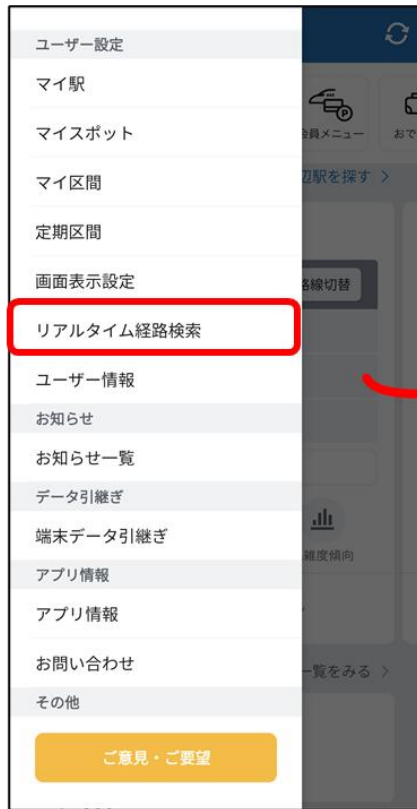 ユーザー設定
マイ駅
マイスポット
マイ区間
定期区間
画面表示設定
リアルタイム経路検索
ユーザー情報
お知らせ
お知らせ一覧
データ引継ぎ
端末データ引継ぎ
アプリ情報
アプリ情報
お問い合わせ
その他
ご意見・ご要望
会員メニュー
おで
辺駅を探す >
路線切替
雑度傾向
一覧をみる >